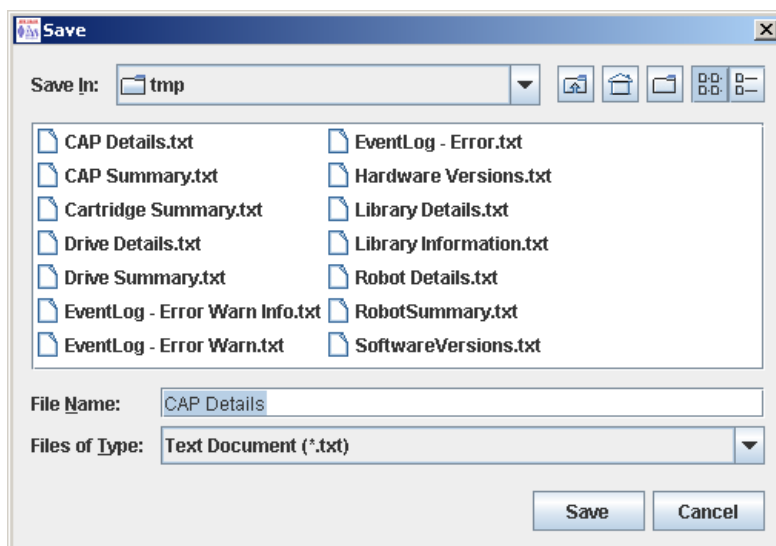 Save
Save In: tmp
CAP Details.txt
CAP Summary.txt
Cartridge Summary.txt
Drive Details.txt
Drive Summary.txt
EventLog - Error Warn Info.txt
EventLog - Error Warn.txt
EventLog - Error.txt
Hardware Versions.txt
Library Details.txt
Library Information.txt
Robot Details.txt
RobotSummary.txt
SoftwareVersions.txt
File Name: CAP Details
Files of Type: Text Document (*.txt)
Save Cancel